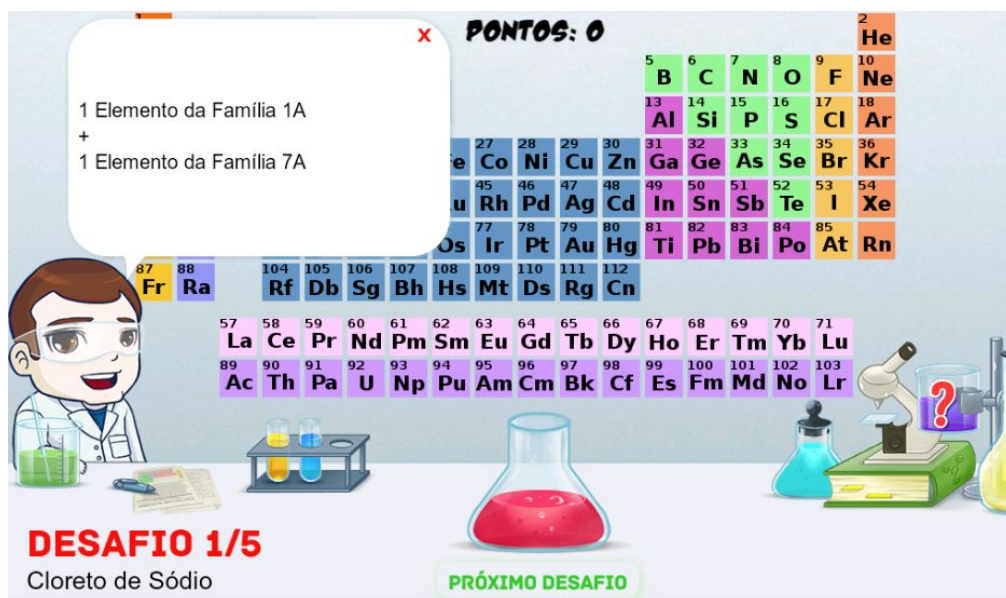 x
PONTOS: 0
1 Elemento da Família 1A
+
1 Elemento da Família 7A
2
He
5 6 7 8 9 10
B C N O F Ne
13 14 15 16 17 18
Al Si P S Cl Ar
27 28 29 30 31 32 33 34 35 36
e Co Ni Cu Zn Ga Ge As Se Br Kr
45 46 47 48 49 50 51 52 53 54
u Rh Pd Ag Cd In Sn Sb Te I Xe
77 78 79 80 81 82 83 84 85
Os Ir Pt Au Hg Ti Pb Bi Po At Rn
87 88 104 105 106 107 108 109 110 111 112
Fr Ra Rf Db Sg Bh Hs Mt Ds Rg Cn
57 58 59 60 61 62 63 64 65 66 67 68 69 70 71
La Ce Pr Nd Pm Sm Eu Gd Tb Dy Ho Er Tm Yb Lu
89 90 91 92 93 94 95 96 97 98 99 100 101 102 103
Ac Th Pa U Np Pu Am Cm Bk Cf Es Fm Md No Lr
?
DESAFIO 1/5
Cloreto de Sódio
PRÓXIMO DESAFIO